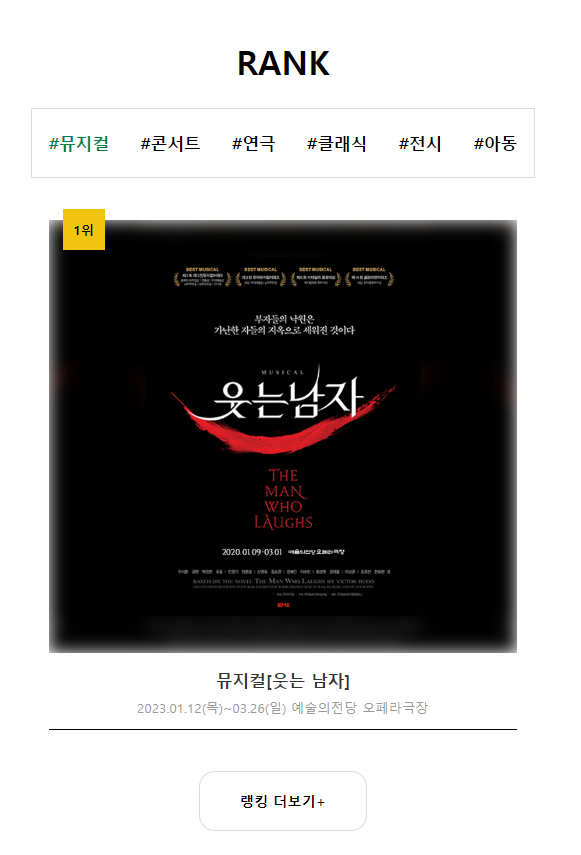 RANK
#뮤지컬 #콘서트 #연극 #클래식 #전시 #아동
1위
BEST MUSICAL BEST MUSICAL BEST MUSICAL BEST MUSICAL
부자들의 낙원은
가난한 자들의 지옥으로 세워진 것이다
MUSICAL
웃는남자
THE
MAN
WHO
LAUGHS
2020.01.09-03.01 예술의전당 오페라극장
BASED ON THE NOVEL THE MAN WHO LAUGHS BY VICTOR HUGO
EMK
뮤지컬[웃는 남자]
2023.01.12(목)~03.26(일) 예술의전당 오페라극장
랭킹 더보기+